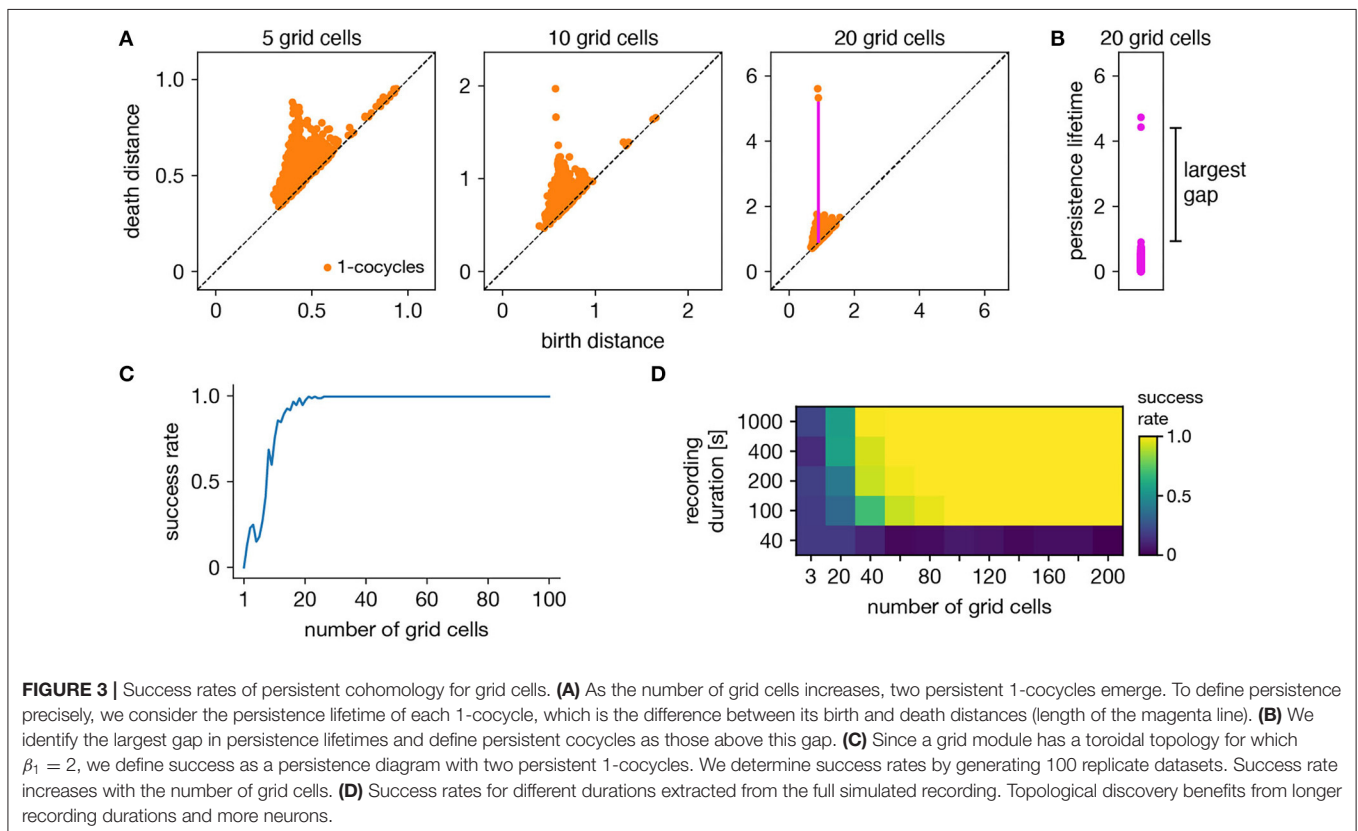 A
5 grid cells
10 grid cells
20 grid cells
B
20 grid cells
death distance
1.0
0.5
0
0
0.5
1.0
1-cocycles
2
1
0
0
1
2
6
4
2
0
0
2
4
6
birth distance
persistence lifetime
6
4
2
0
largest
gap
C
success rate
1.0
0.5
0
1
20
40
60
80
100
number of grid cells
D
recording
duration [s]
1000
400
200
100
40
3
20
40
80
120
160
200
number of grid cells
success
rate
1.0
0.5
0
FIGURE 3 | Success rates of persistent cohomology for grid cells. (A) As the number of grid cells increases, two persistent 1-cocycles emerge. To define persistence
precisely, we consider the persistence lifetime of each 1-cocycle, which is the difference between its birth and death distances (length of the magenta line). (B) We
identify the largest gap in persistence lifetimes and define persistent cocycles as those above this gap. (C) Since a grid module has a toroidal topology for which
β₁ = 2, we define success as a persistence diagram with two persistent 1-cocycles. We determine success rates by generating 100 replicate datasets. Success rate
increases with the number of grid cells. (D) Success rates for different durations extracted from the full simulated recording. Topological discovery benefits from longer
recording durations and more neurons.